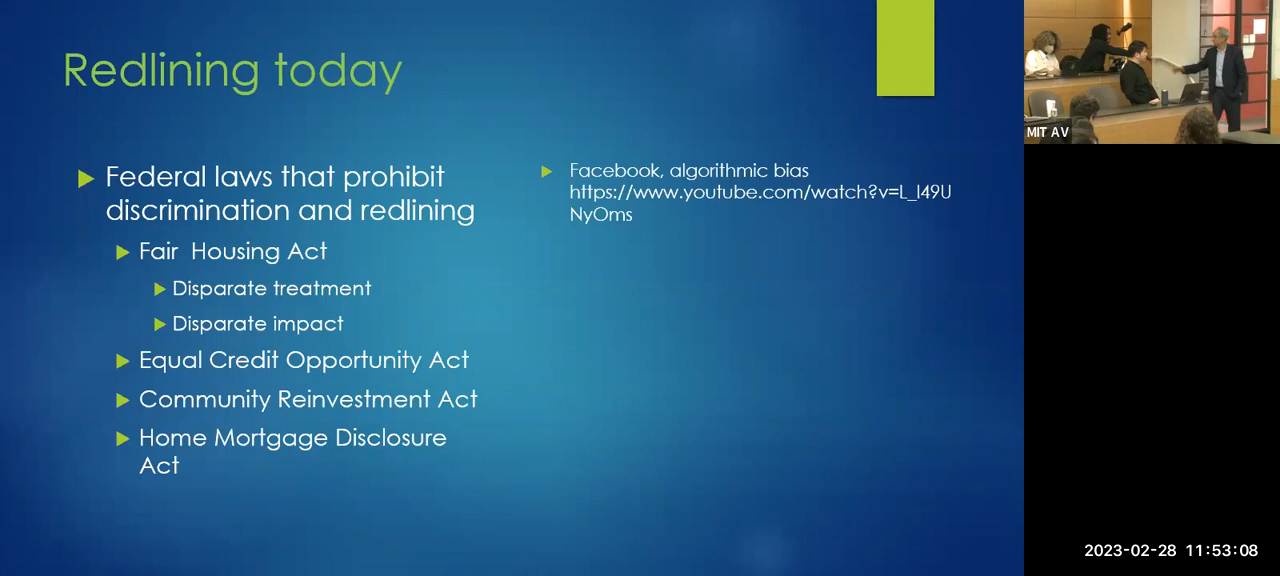 Redlining today
Federal laws that prohibit
discrimination and redlining
Fair  Housing Act
Disparate treatment
Disparate impact
Equal Credit Opportunity Act
Community Reinvestment Act
Home Mortgage Disclosure
Act
Facebook, algorithmic bias
https://www.youtube.com/watch?v=L_I49U
NyOms
MIT AV
2023-02-28 11:53:08